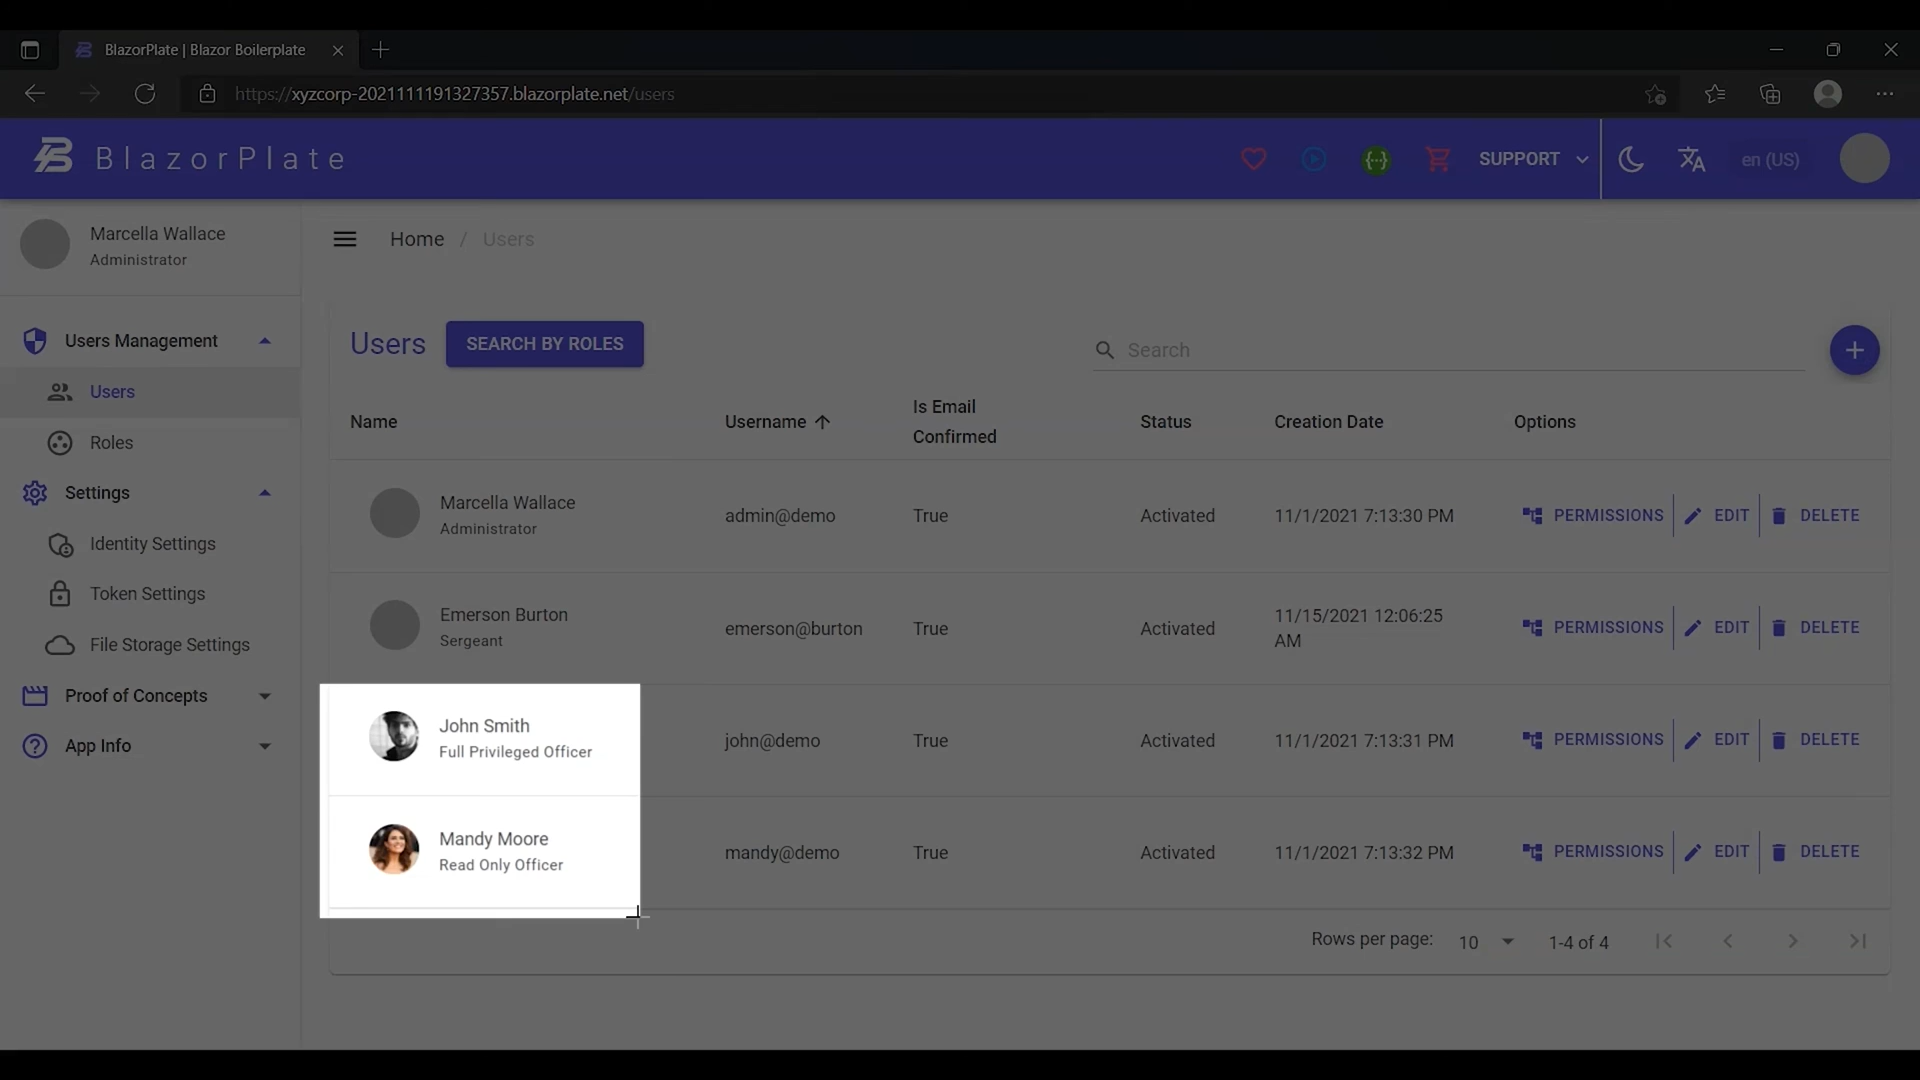 BlazorPlate | Blazor Boilerplate
https://xyzcorp-2021111191327357.blazorplate.net/users
BlazorPlate
SUPPORT
en (US)
Marcella Wallace
Administrator
Home / Users
Users Management
Users
Roles
Settings
Identity Settings
Token Settings
File Storage Settings
Proof of Concepts
App Info
Users
SEARCH BY ROLES
Search
Name Username Is Email Confirmed Status Creation Date Options
Marcella Wallace
Administrator
admin@demo True Activated 11/1/2021 7:13:30 PM PERMISSIONS EDIT DELETE
Emerson Burton
Sergeant
emerson@burton True Activated 11/15/2021 12:06:25 AM PERMISSIONS EDIT DELETE
John Smith
Full Privileged Officer
john@demo True Activated 11/1/2021 7:13:31 PM PERMISSIONS EDIT DELETE
Mandy Moore
Read Only Officer
mandy@demo True Activated 11/1/2021 7:13:32 PM PERMISSIONS EDIT DELETE
Rows per page: 10 1-4 of 4